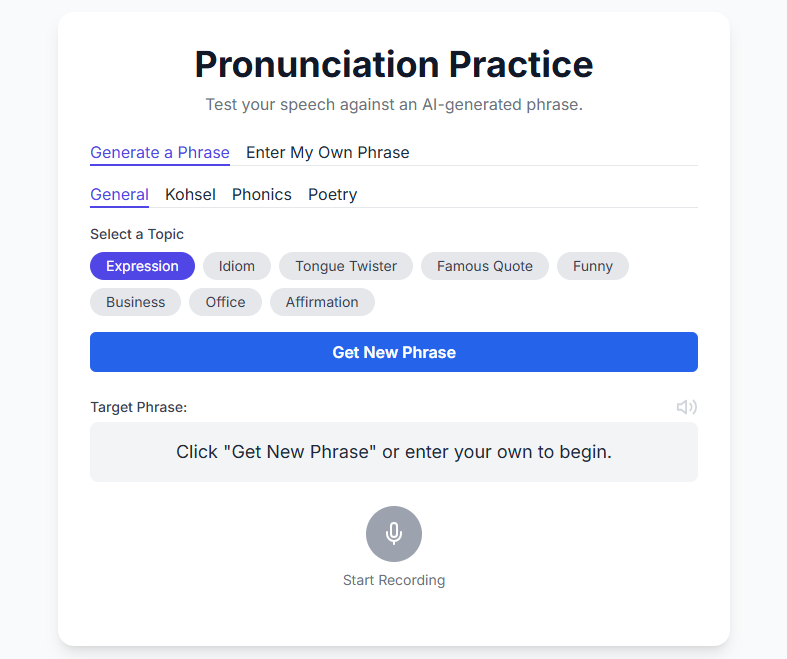 Pronunciation Practice
Test your speech against an AI-generated phrase.
Generate a Phrase Enter My Own Phrase
General Kohsel Phonics Poetry
Select a Topic
Expression Idiom Tongue Twister Famous Quote Funny
Business Office Affirmation
Get New Phrase
Target Phrase:
Click "Get New Phrase" or enter your own to begin.
Start Recording